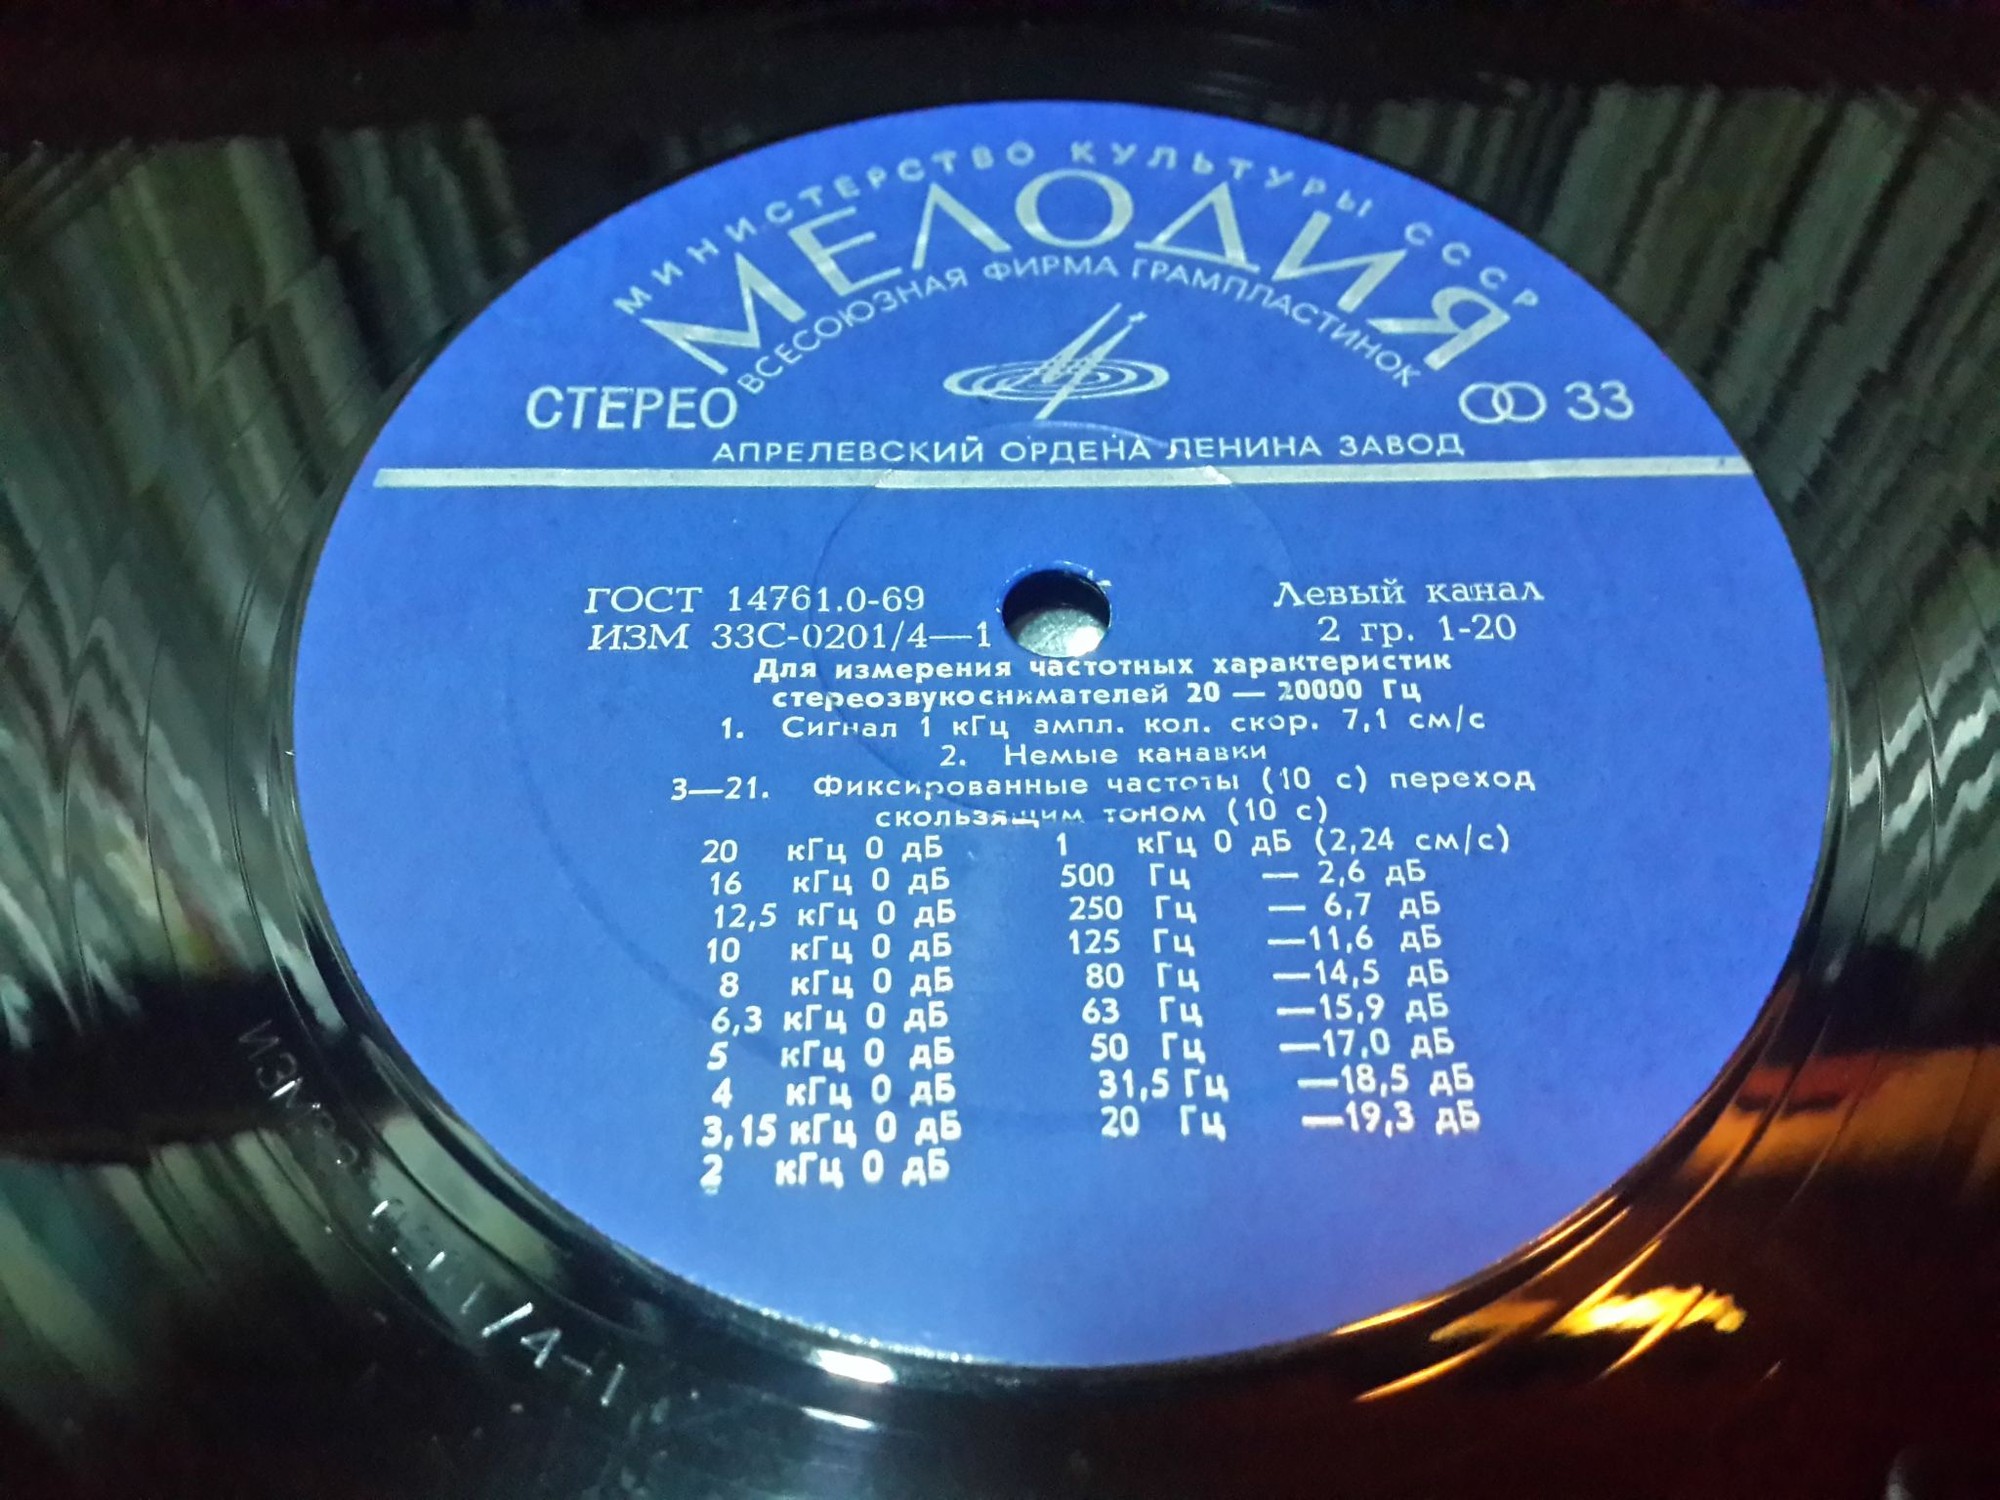 МИНИСТЕРСТВО КУЛЬТУРЫ СССР
МЕЛОДИЯ
ВСЕСОЮЗНАЯ ФИРМА ГРАМПЛАСТИНОК
СТЕРЕО 33
АПРЕЛЕВСКИЙ ОРДЕНА ЛЕНИНА ЗАВОД
ГОСТ 14761.0-69 Левый канал
ИЗМ 33С-0201/4—1 2 гр. 1-20
Для измерения частотных характеристик
стереозвукоснимателей 20 — 20000 Гц
1. Сигнал 1 кГц ампл. кол. скор. 7,1 см/с
2. Немые канавки
3—21. Фиксированные частоты (10 с) переход
скользящим тоном (10 с)
20 кГц 0 дБ 1 кГц 0 дБ (2,24 см/с)
16 кГц 0 дБ 500 Гц — 2,6 дБ
12,5 кГц 0 дБ 250 Гц — 6,7 дБ
10 кГц 0 дБ 125 Гц —11,6 дБ
8 кГц 0 дБ 80 Гц —14,5 дБ
6,3 кГц 0 дБ 63 Гц —15,9 дБ
5 кГц 0 дБ 50 Гц —17,0 дБ
4 кГц 0 дБ 31,5 Гц —18,5 дБ
3,15 кГц 0 дБ 20 Гц —19,3 дБ
2 кГц 0 дБ